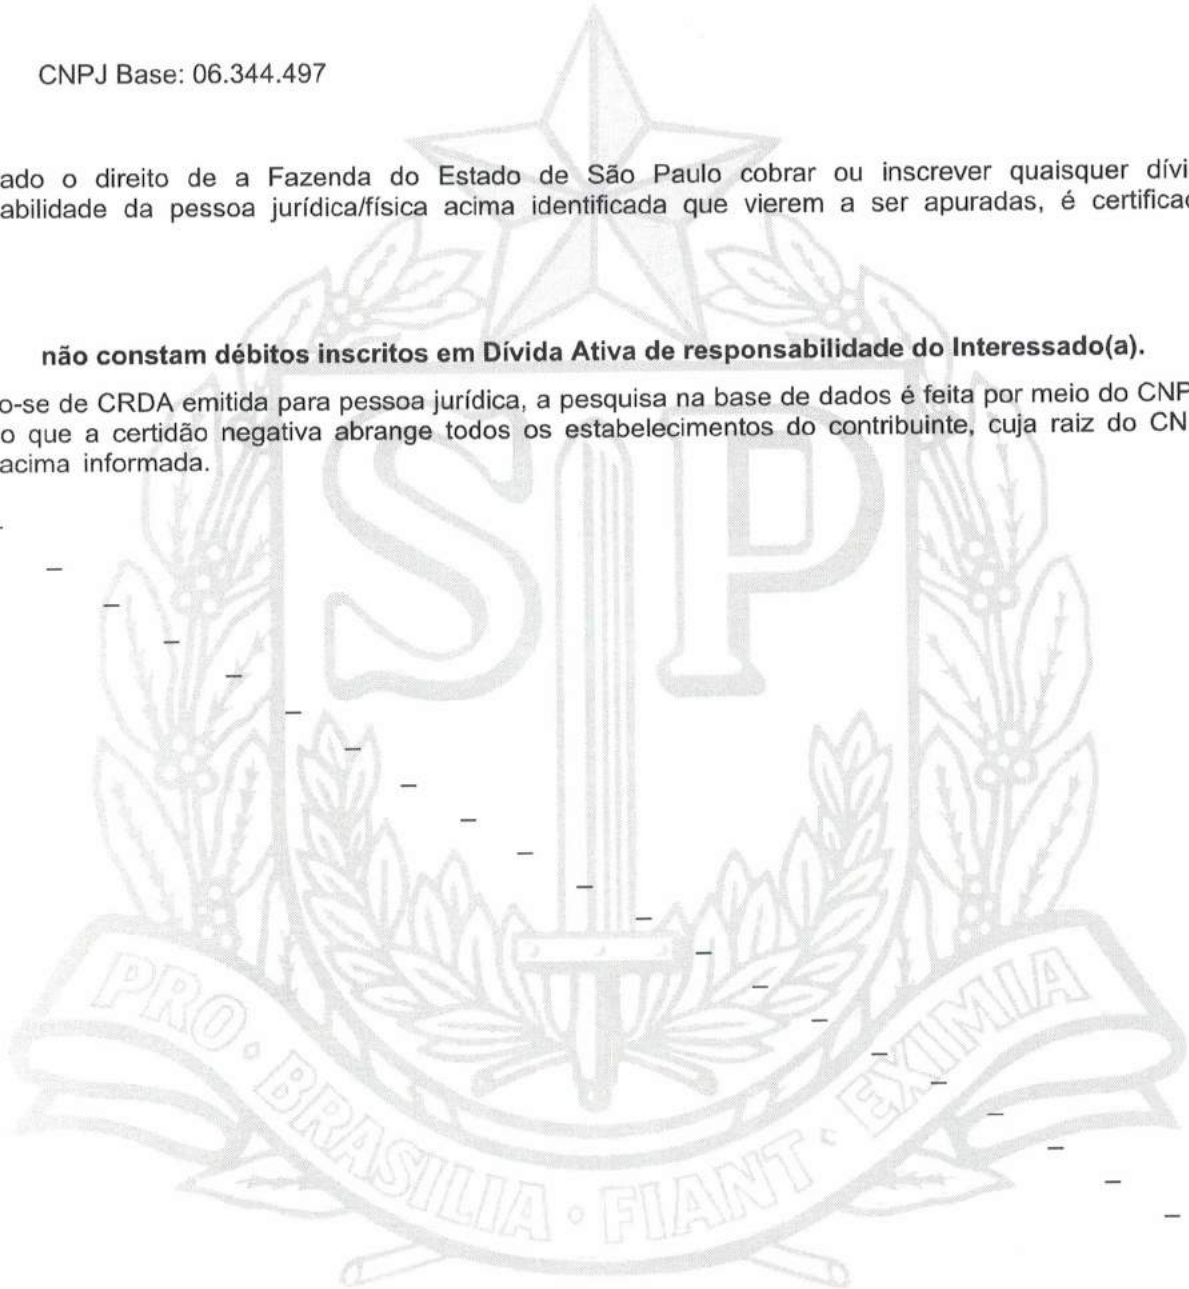 CNPJ Base: 06.344.497
ado o direito de a Fazenda do Estado de São Paulo cobrar ou inscrever quaisquer dívi
abilidade da pessoa jurídica/física acima identificada que vierem a ser apuradas, é certificad
não constam débitos inscritos em Dívida Ativa de responsabilidade do Interessado(a).
o-se de CRDA emitida para pessoa jurídica, a pesquisa na base de dados é feita por meio do CNP
o que a certidão negativa abrange todos os estabelecimentos do contribuinte, cuja raiz do CN
acima informada.
SP
PRO • BRASILIA • FIANT • EXIMIA